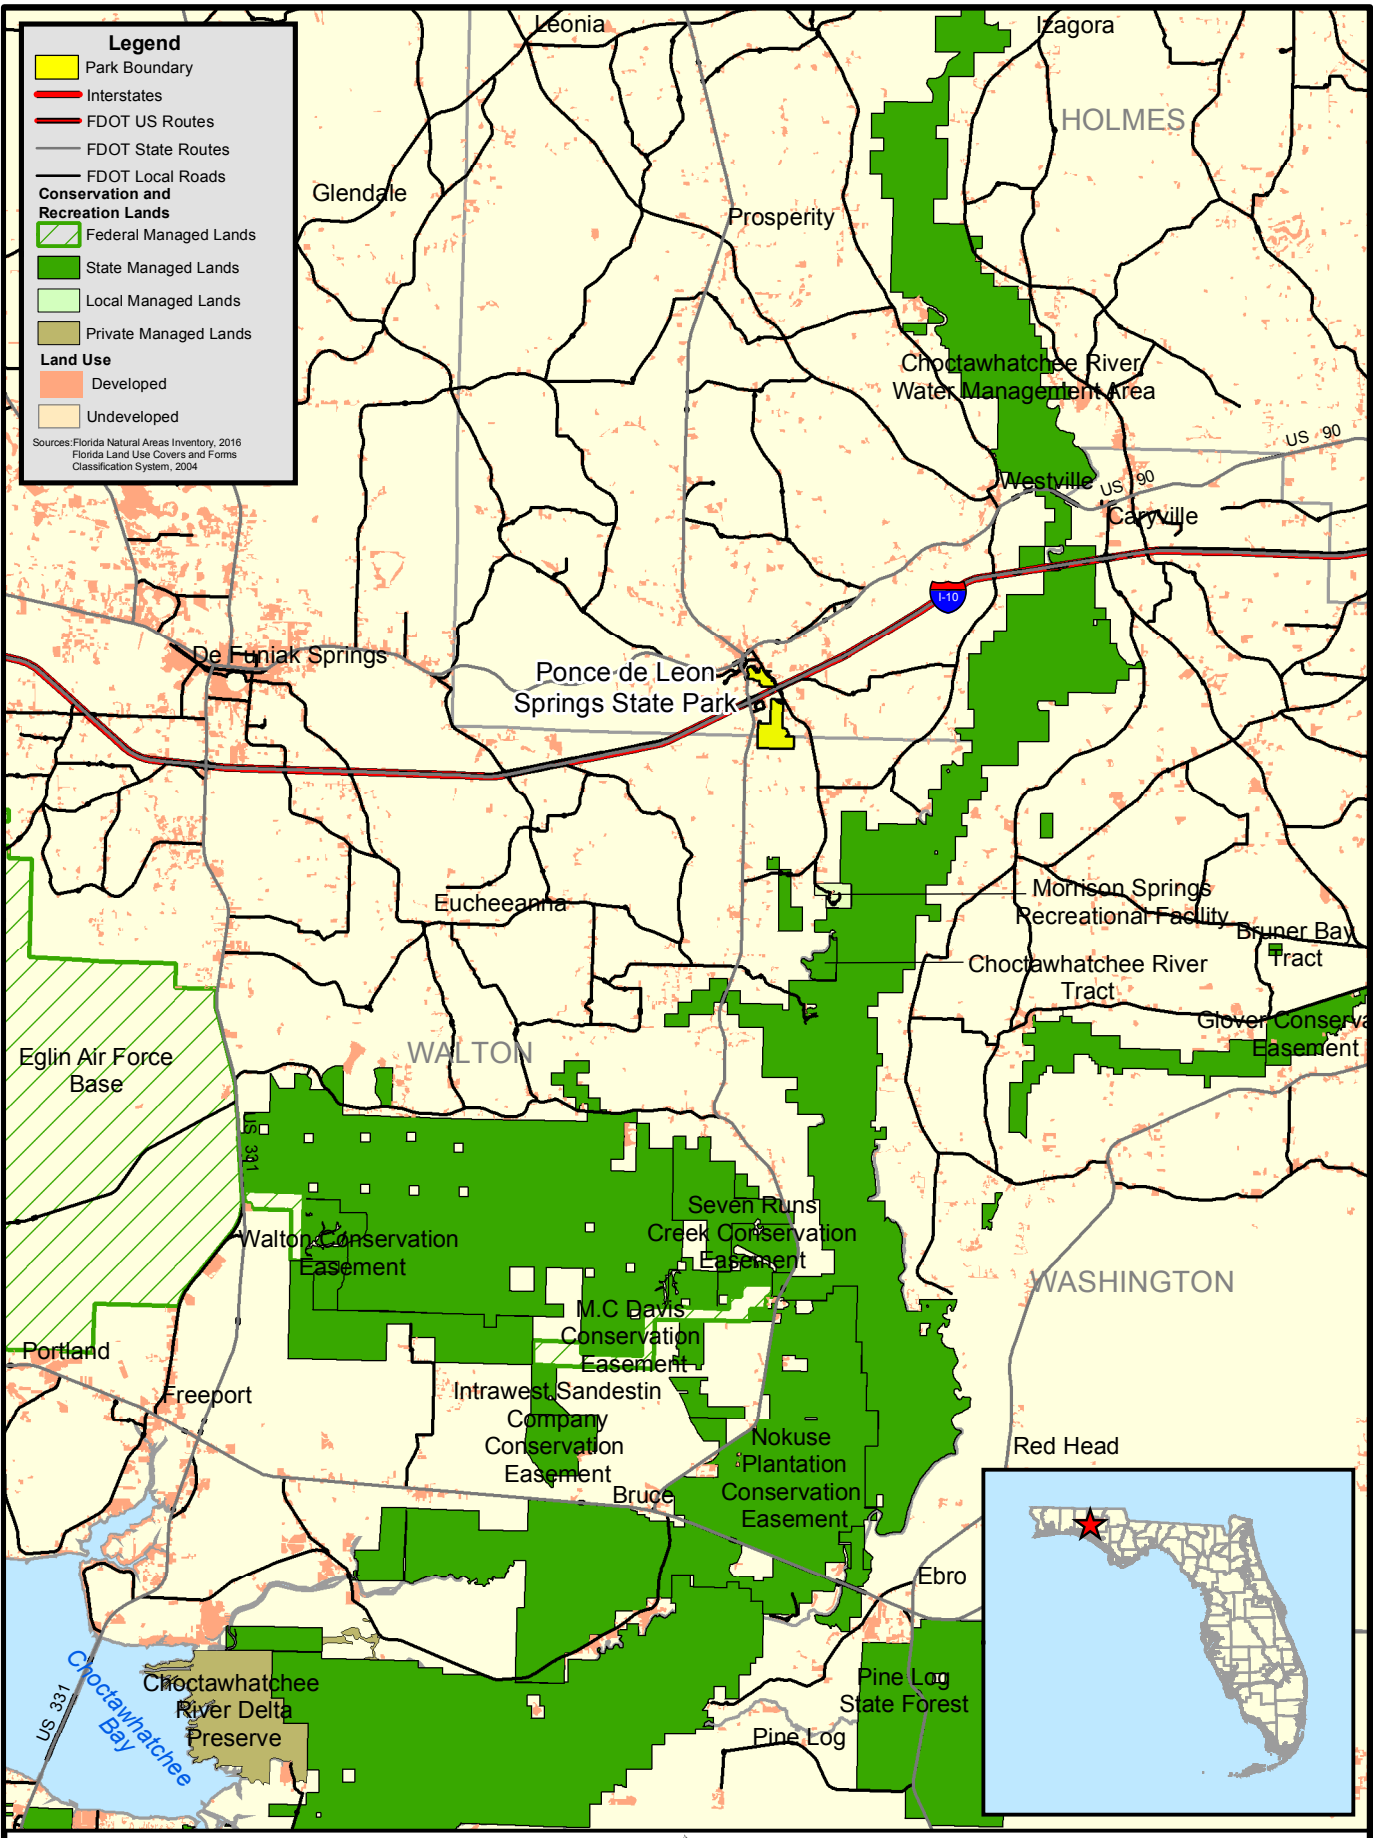 Legend
Park Boundary
Interstates
FDOT US Routes
FDOT State Routes
FDOT Local Roads
Conservation and
Recreation Lands
Federal Managed Lands
State Managed Lands
Local Managed Lands
Private Managed Lands
Land Use
Developed
Undeveloped
Sources:Florida Natural Areas Inventory, 2016
Florida Land Use Covers and Forms
Classification System, 2004
Leonia
Izagora
HOLMES
Glendale
Prosperity
Choctawhatchee River
Water Management Area
US 90
Westville
US 90
Caryville
I-10
De Funiak Springs
Ponce de Leon
Springs State Park
Eucheeanna
Morrison Springs
Recreational Facility
Bruner Bay
Tract
Choctawhatchee River
Tract
Glover Conserva
Easement
Eglin Air Force
Base
WALTON
US 331
Seven Runs
Creek Conservation
Easement
Walton Conservation
Easement
WASHINGTON
M.C Davis
Conservation
Easement
Portland
Freeport
Intrawest Sandestin
Company
Conservation
Easement
Nokuse
Plantation
Conservation
Easement
Red Head
Bruce
Ebro
Choctawhatchee
River Delta
Preserve
Choctawhatchee
Bay
US 331
Pine Log
State Forest
Pine Log